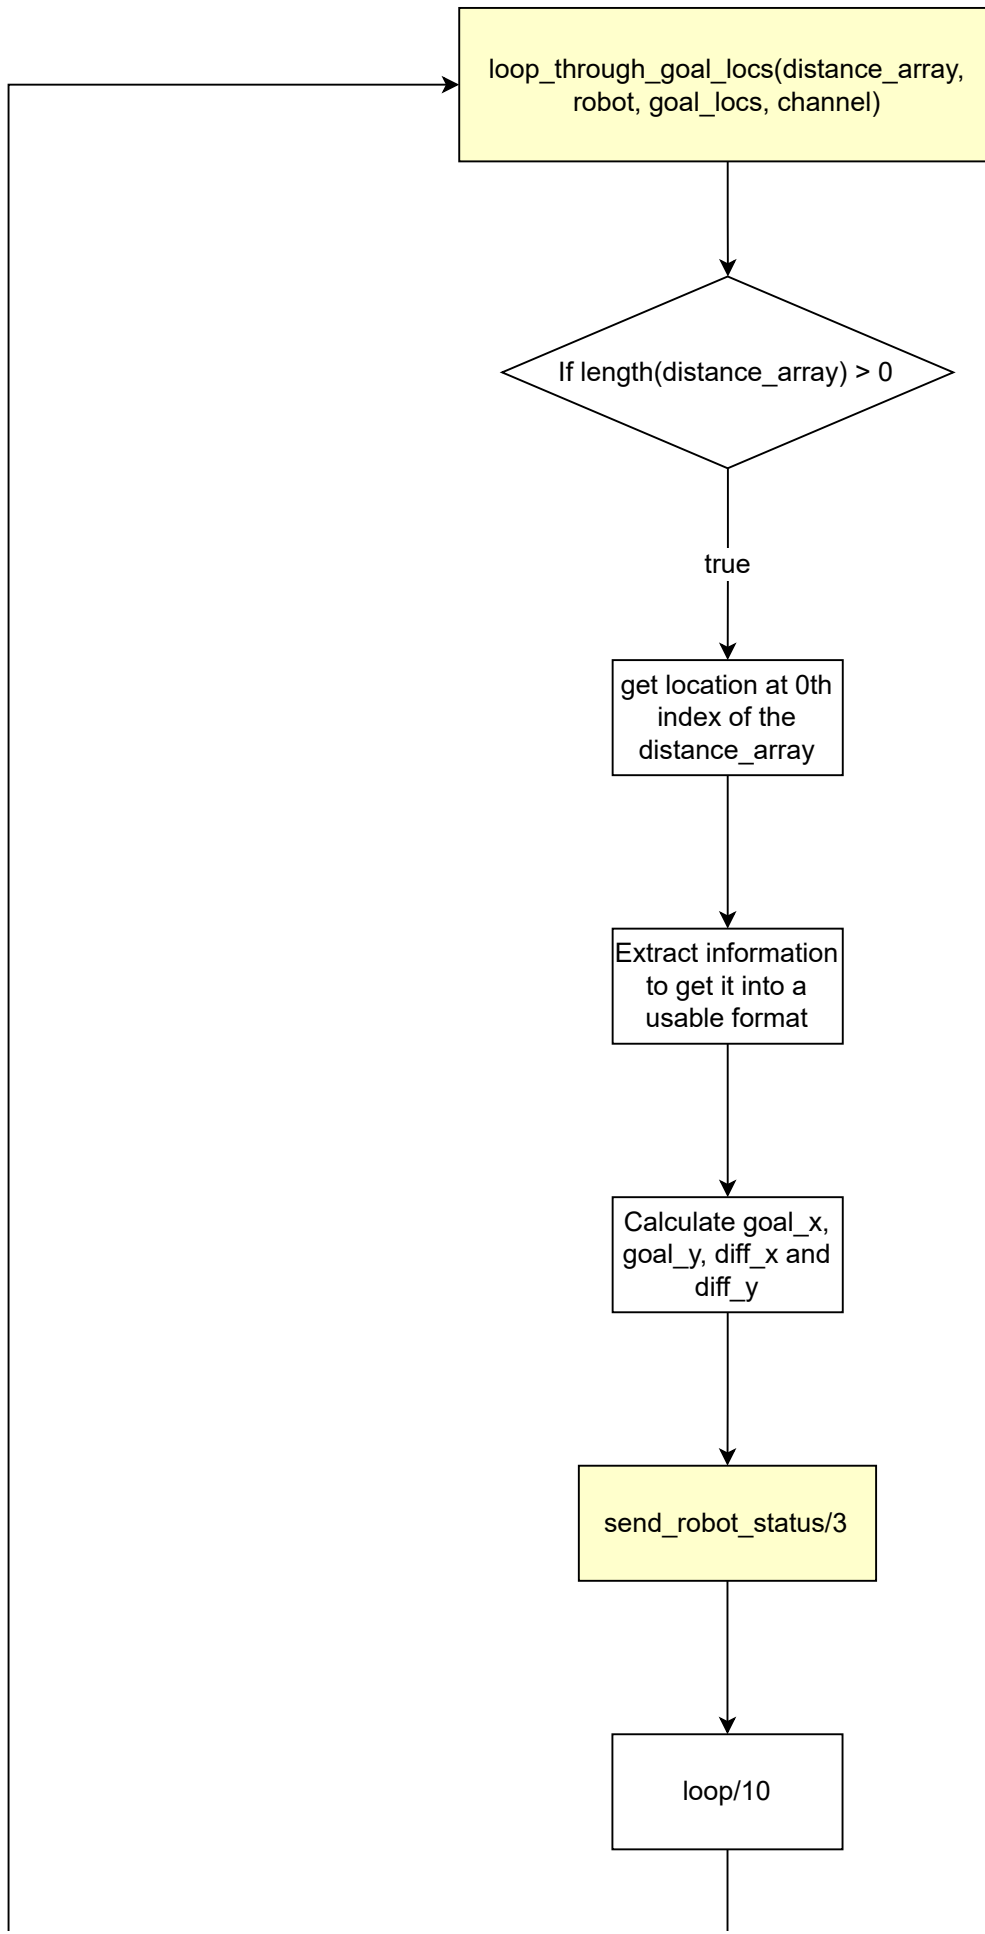 loop_through_goal_locs(distance_array,
robot, goal_locs, channel)
If length(distance_array) > 0
true
get location at 0th
index of the
distance_array
Extract information
to get it into a
usable format
Calculate goal_x,
goal_y, diff_x and
diff_y
send_robot_status/3
loop/10